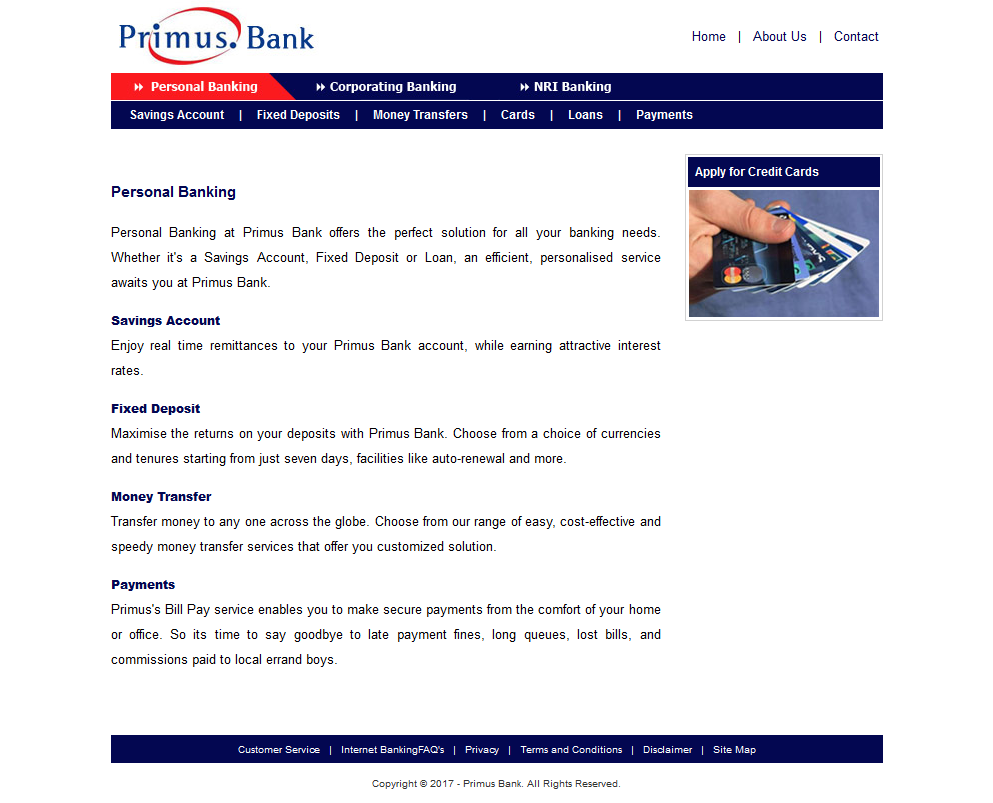 Primus. Bank
Home | About Us | Contact
Personal Banking Corporating Banking NRI Banking
Savings Account | Fixed Deposits | Money Transfers | Cards | Loans | Payments
Apply for Credit Cards
Personal Banking
Personal Banking at Primus Bank offers the perfect solution for all your banking needs.
Whether it's a Savings Account, Fixed Deposit or Loan, an efficient, personalised service
awaits you at Primus Bank.
Savings Account
Enjoy real time remittances to your Primus Bank account, while earning attractive interest
rates.
Fixed Deposit
Maximise the returns on your deposits with Primus Bank. Choose from a choice of currencies
and tenures starting from just seven days, facilities like auto-renewal and more.
Money Transfer
Transfer money to any one across the globe. Choose from our range of easy, cost-effective and
speedy money transfer services that offer you customized solution.
Payments
Primus's Bill Pay service enables you to make secure payments from the comfort of your home
or office. So its time to say goodbye to late payment fines, long queues, lost bills, and
commissions paid to local errand boys.
Customer Service | Internet BankingFAQ's | Privacy | Terms and Conditions | Disclaimer | Site Map
Copyright © 2017 - Primus Bank. All Rights Reserved.